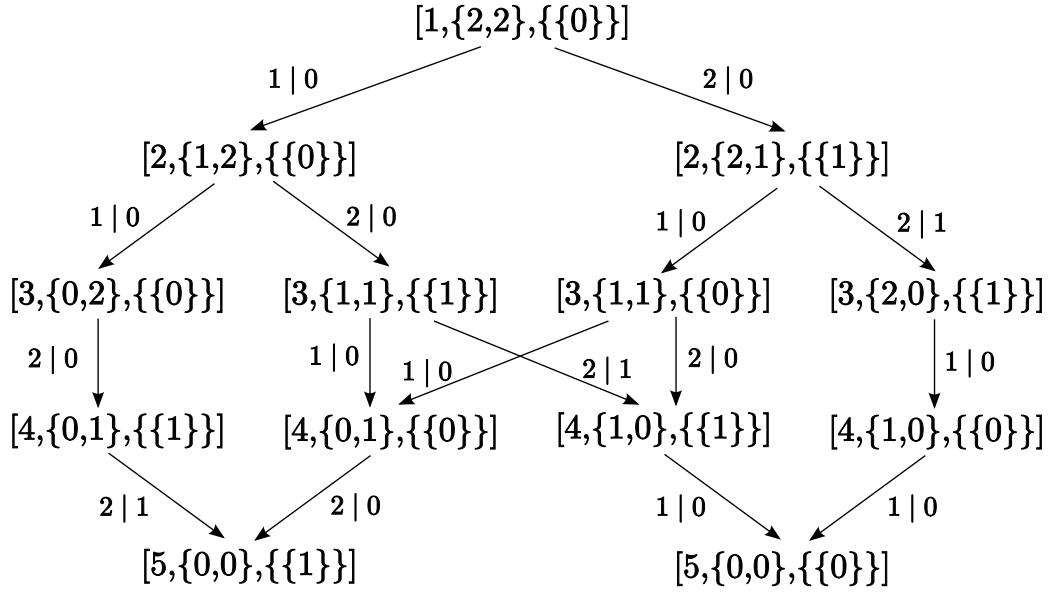 [1,{2,2},{{0}}]
1 | 0 2 | 0
[2,{1,2},{{0}}] [2,{2,1},{{1}}]
1 | 0 2 | 0 1 | 0 2 | 1
[3,{0,2},{{0}}] [3,{1,1},{{1}}] [3,{1,1},{{0}}] [3,{2,0},{{1}}]
2 | 0 1 | 0 1 | 0 2 | 1 2 | 0 1 | 0
[4,{0,1},{{1}}] [4,{0,1},{{0}}] [4,{1,0},{{1}}] [4,{1,0},{{0}}]
2 | 1 2 | 0 1 | 0 1 | 0
[5,{0,0},{{1}}] [5,{0,0},{{0}}]